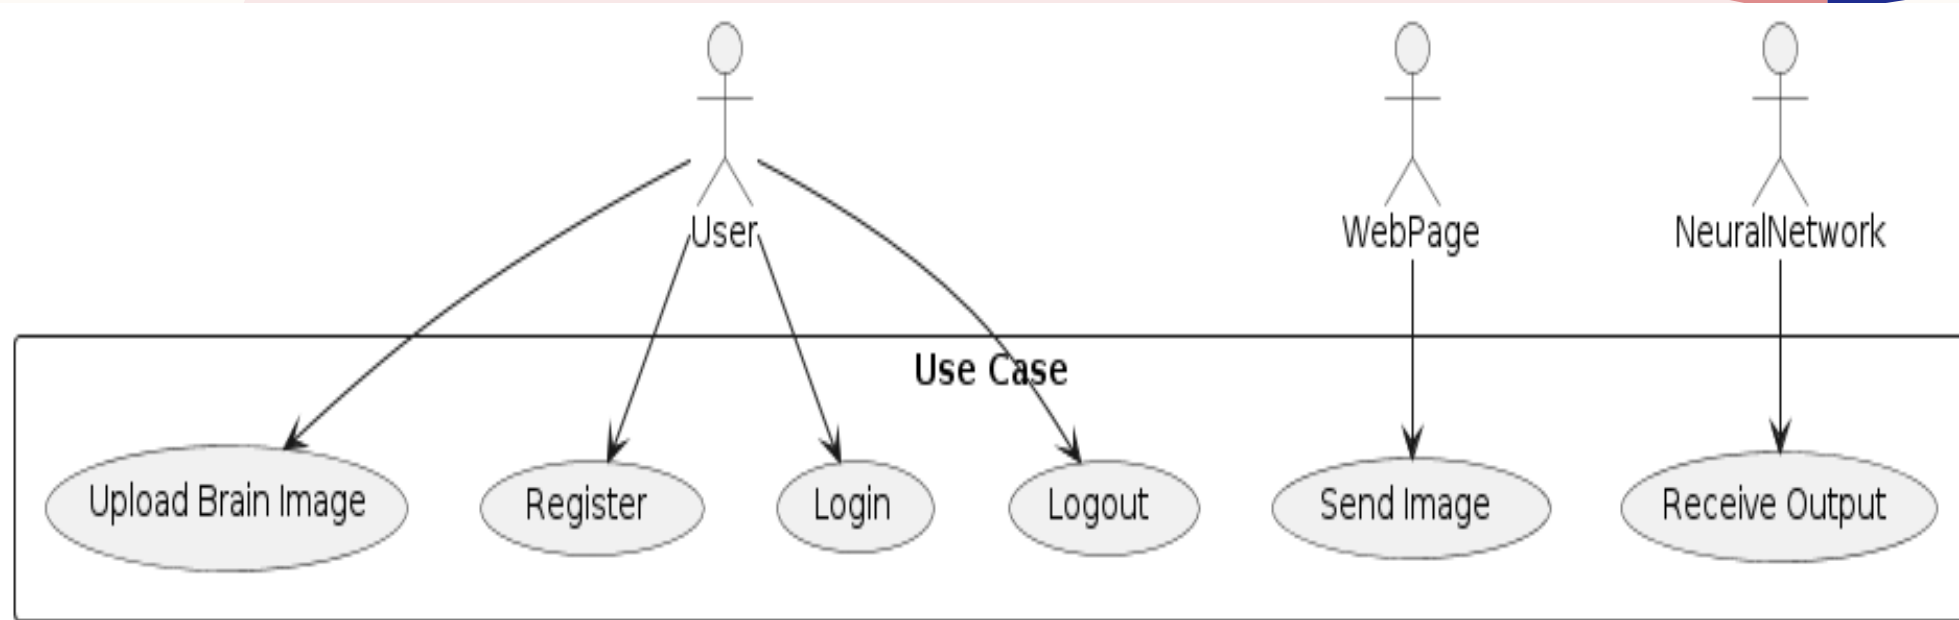 User
WebPage
NeuralNetwork
Use Case
Upload Brain Image
Register
Login
Logout
Send Image
Receive Output